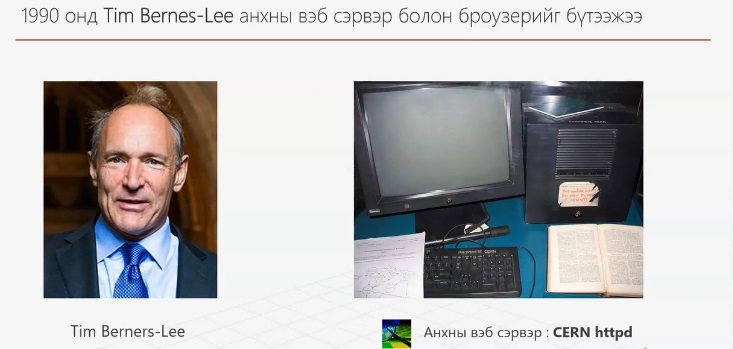 1990 онд Tim Bernes-Lee анхны вэб сэрвэр болон броузерийг бүтээжээ
Tim Berners-Lee
Анхны вэб сэрвэр : CERN httpd